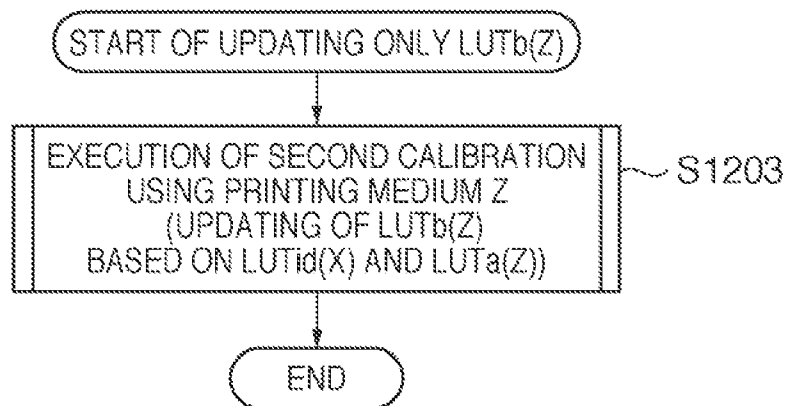 START OF UPDATING ONLY LUTb(Z)
EXECUTION OF SECOND CALIBRATION
USING PRINTING MEDIUM Z
(UPDATING OF LUTb(Z)
BASED ON LUTid(X) AND LUTa(Z))
S1203
END